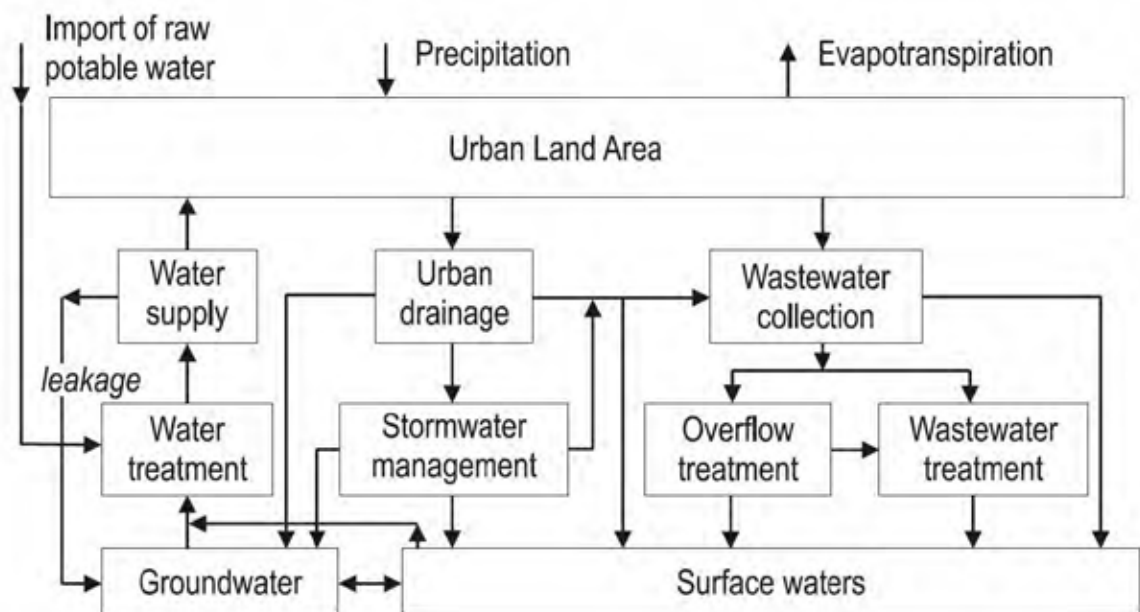 Import of raw
potable water
Precipitation
Evapotranspiration
Urban Land Area
Water
supply
Urban
drainage
Wastewater
collection
leakage
Water
treatment
Stormwater
management
Overflow
treatment
Wastewater
treatment
Groundwater
Surface waters